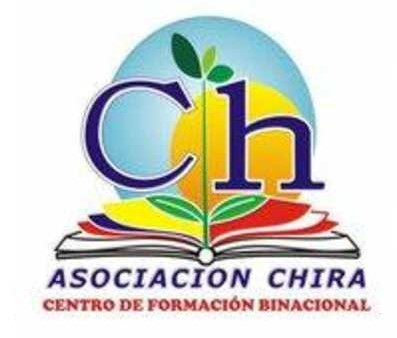 Ch
ASOCIACION CHIRA
CENTRO DE FORMACIÓN BINACIONAL